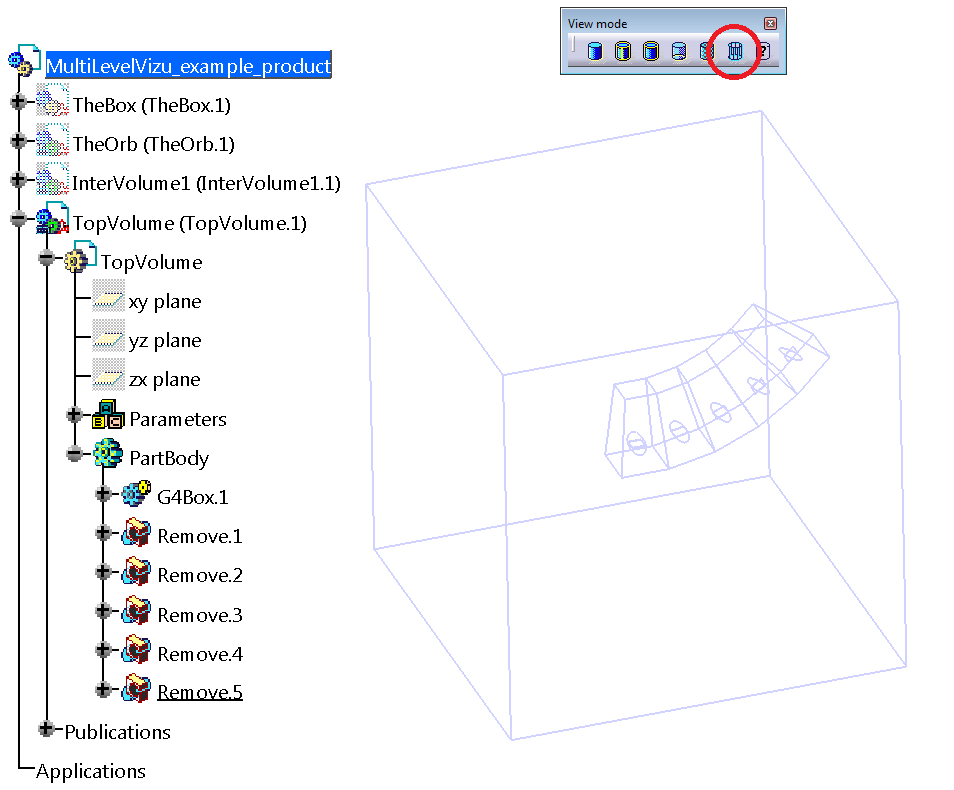 View mode
MultiLevelVizu_example_product
TheBox (TheBox.1)
TheOrb (TheOrb.1)
InterVolume1 (InterVolume1.1)
TopVolume (TopVolume.1)
TopVolume
xy plane
yz plane
zx plane
Parameters
PartBody
G4Box.1
Remove.1
Remove.2
Remove.3
Remove.4
Remove.5
Publications
Applications